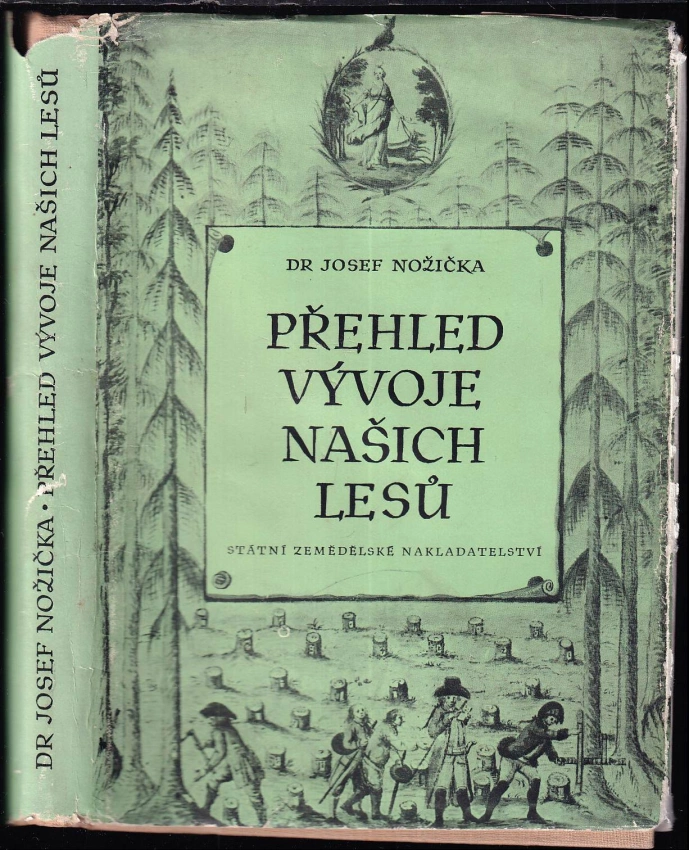 DR JOSEF NOŽIČKA · PŘEHLED VÝVOJE NAŠICH LESŮ
DR JOSEF NOŽIČKA
PŘEHLED
VÝVOJE
NAŠICH
LESŮ
STÁTNÍ ZEMĚDĚLSKÉ NAKLADATELSTVÍ